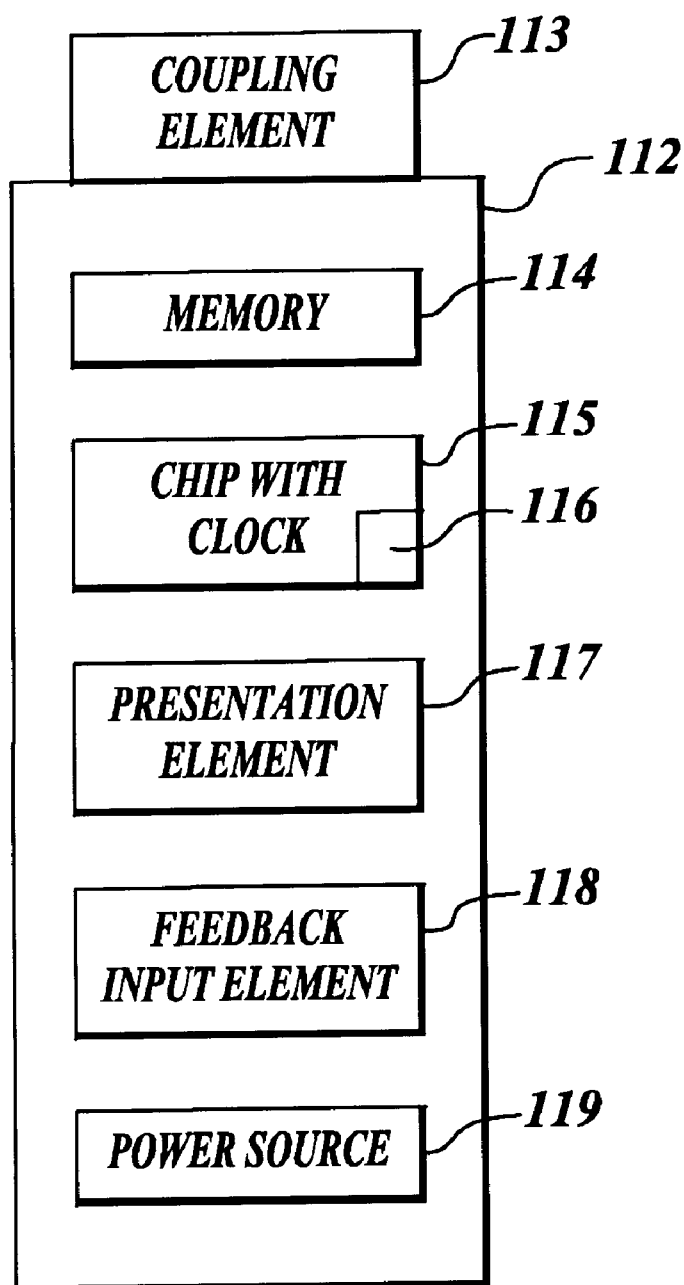 113
COUPLING
ELEMENT
112
114
MEMORY
115
CHIP WITH
CLOCK
116
117
PRESENTATION
ELEMENT
118
FEEDBACK
INPUT ELEMENT
119
POWER SOURCE